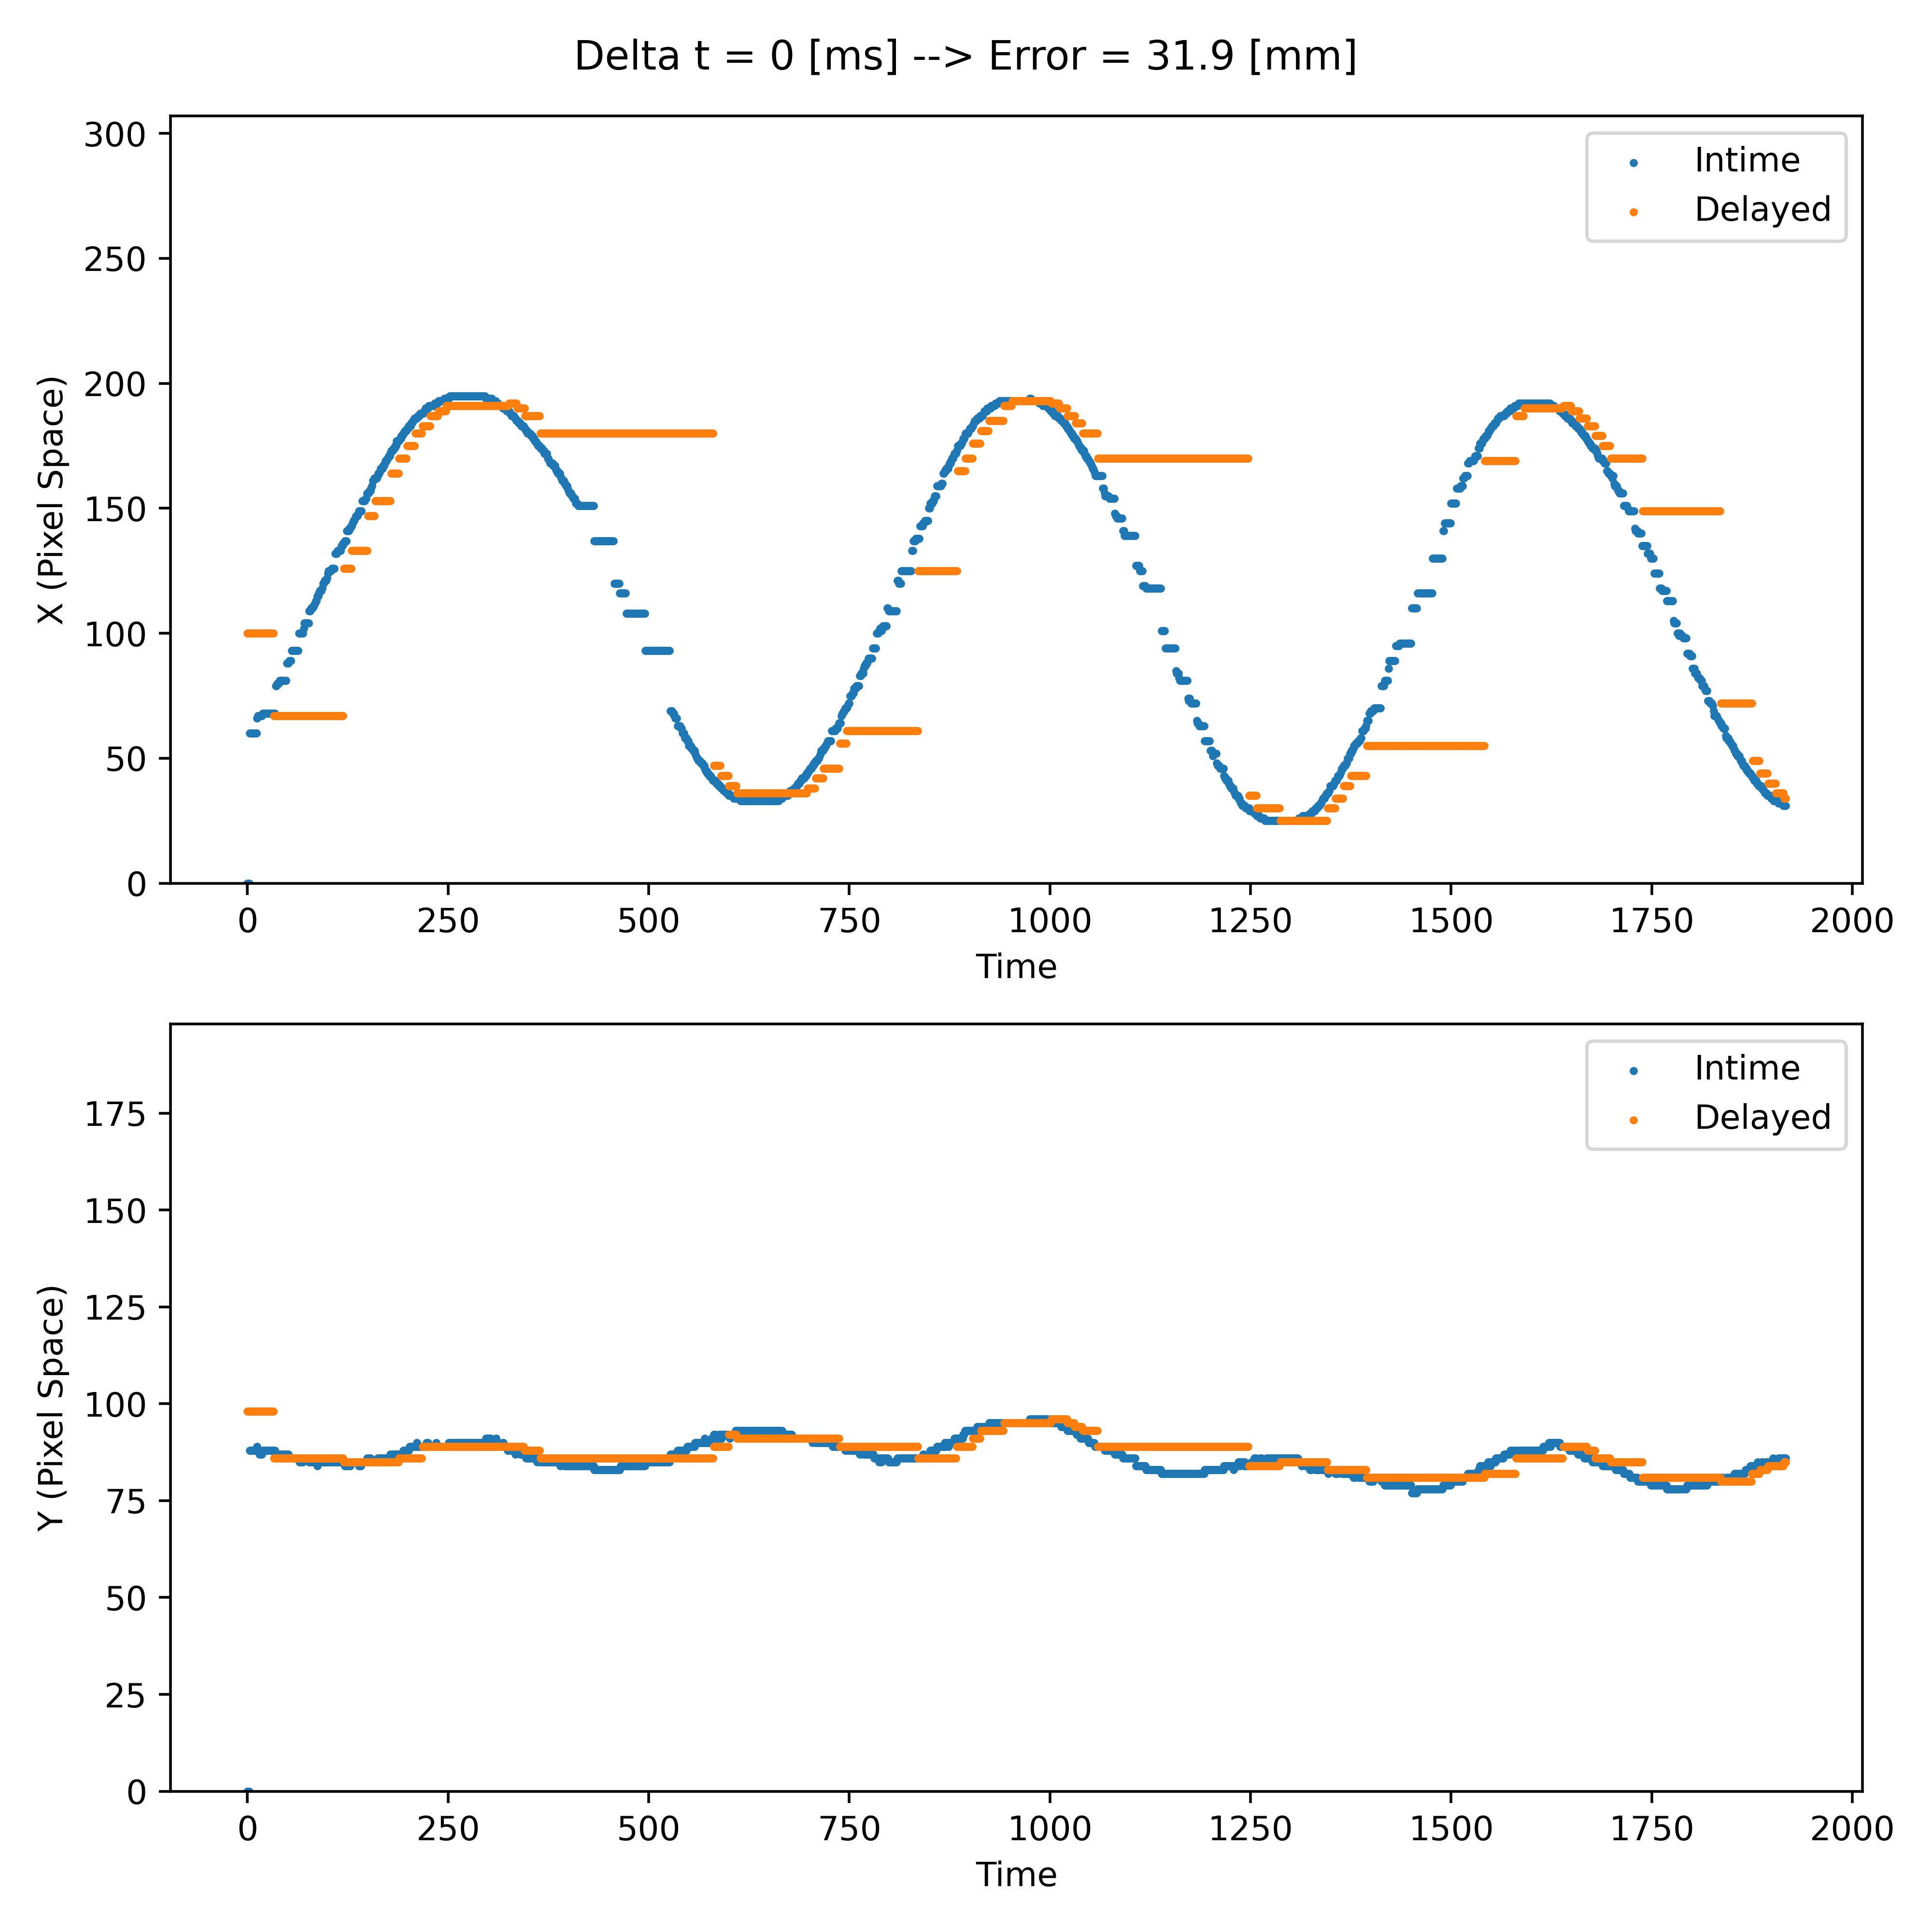 Delta t = 0 [ms] --> Error = 31.9 [mm]
300
250
200
150
100
50
0
X (Pixel Space)
Intime
Delayed
0 250 500 750 1000 1250 1500 1750 2000
Time
175
150
125
100
75
50
25
0
Y (Pixel Space)
Intime
Delayed
0 250 500 750 1000 1250 1500 1750 2000
Time